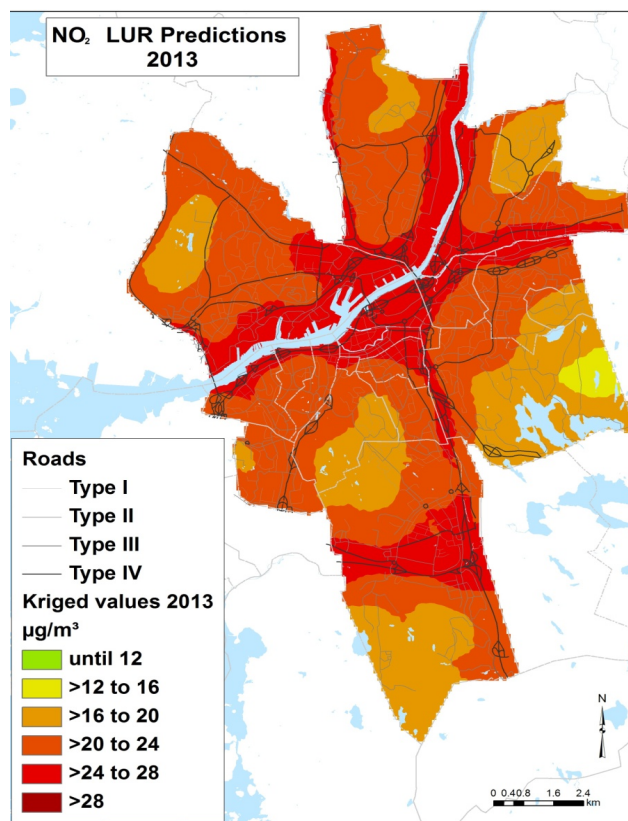 NO₂ LUR Predictions
2013
Roads
Type I
Type II
Type III
Type IV
Kriged values 2013
µg/m³
until 12
>12 to 16
>16 to 20
>20 to 24
>24 to 28
>28
N
0 0.40.8 1.6 2.4
km